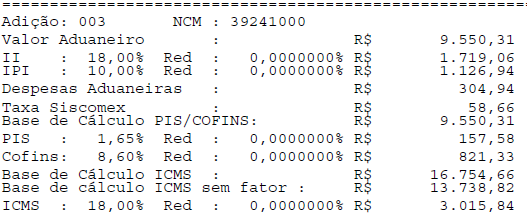 ================================================================
Adição: 003 NCM : 39241000
Valor Aduaneiro : R$ 9.550,31
II : 18,00% Red : 0,0000000% R$ 1.719,06
IPI : 10,00% Red : 0,0000000% R$ 1.126,94
Despesas Aduaneiras : R$ 304,94
Taxa Siscomex : R$ 58,66
Base de Cálculo PIS/COFINS: R$ 9.550,31
PIS : 1,65% Red : 0,0000000% R$ 157,58
Cofins: 8,60% Red : 0,0000000% R$ 821,33
Base de Cálculo ICMS : R$ 16.754,66
Base de cálculo ICMS sem fator : R$ 13.738,82
ICMS : 18,00% Red : 0,0000000% R$ 3.015,84